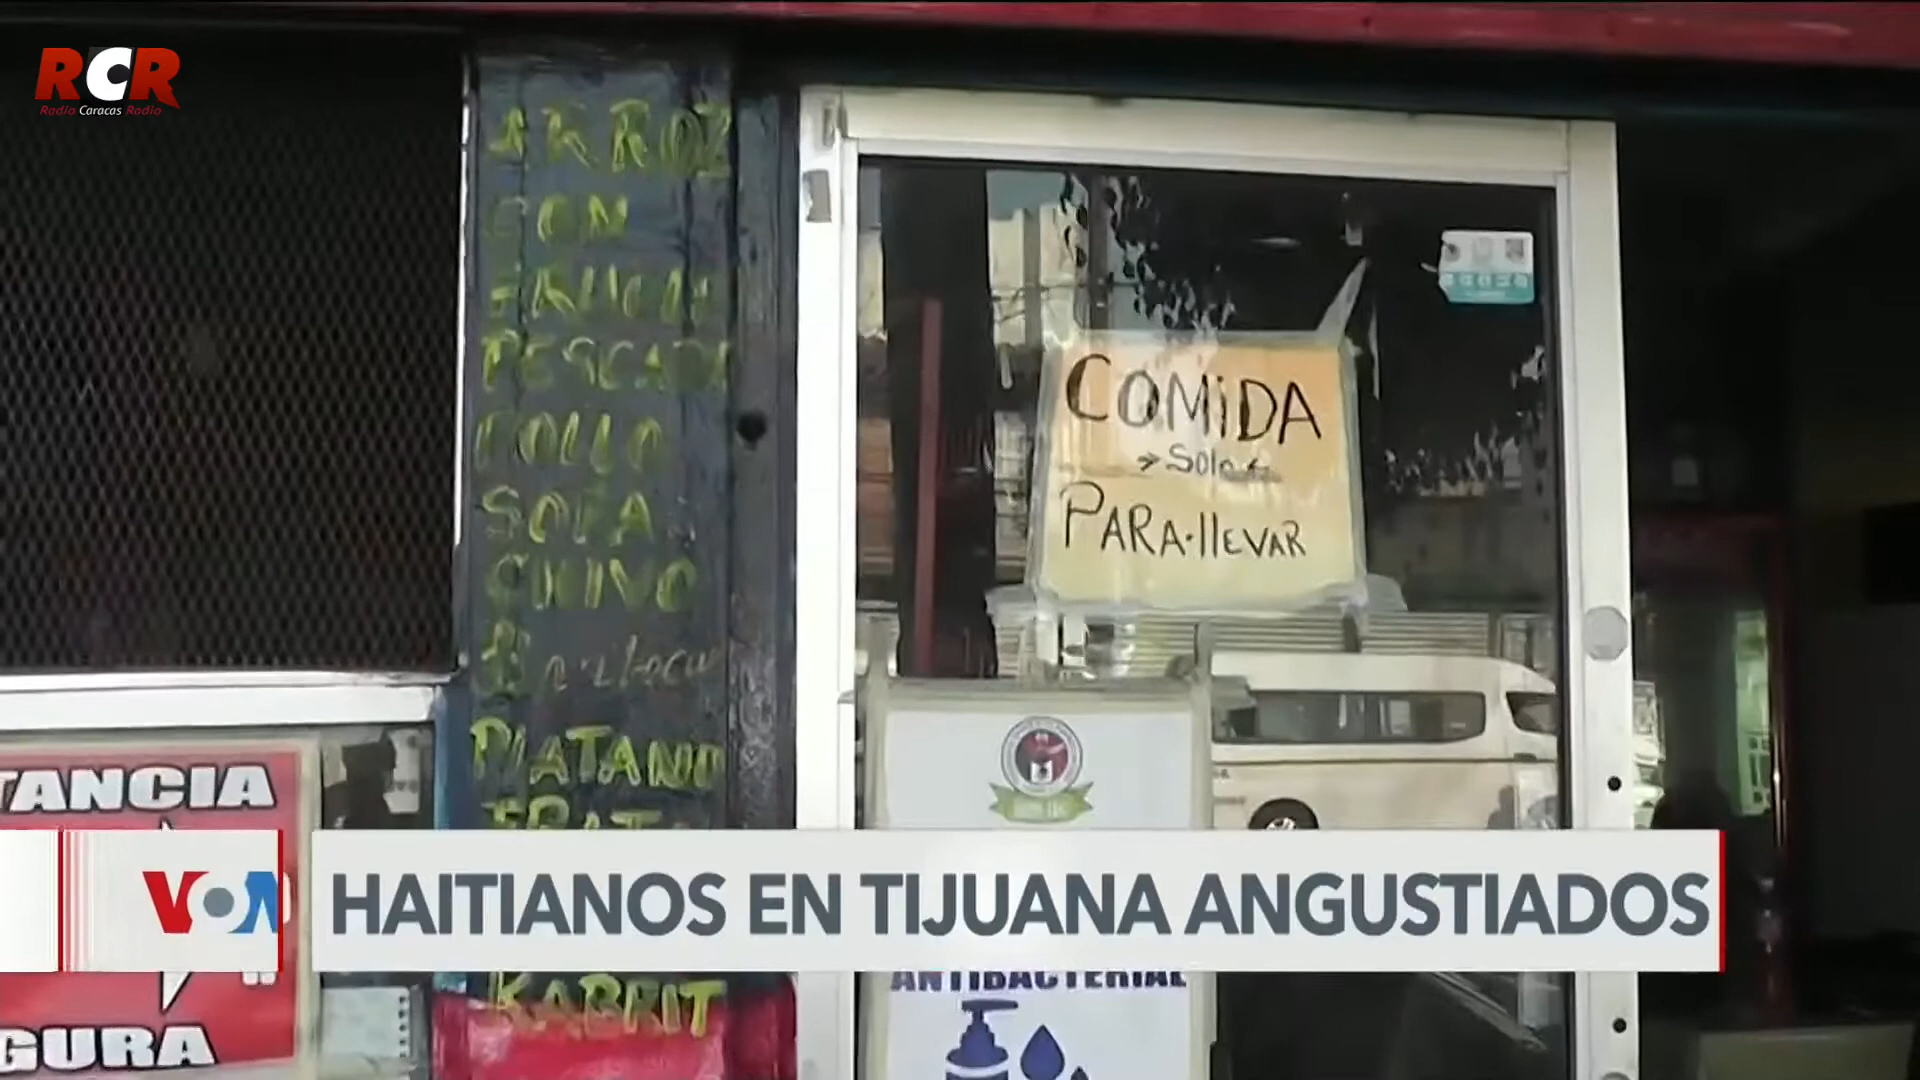 RCR
Radio Caracas Radio
ARROZ
CON
PESCADO
POLLO
SOPA
CHIVO
PLATANO
KABRIT
COMIDA
Solo
PARA·llevar
TANCIA
GURA
VOA
HAITIANOS EN TIJUANA ANGUSTIADOS
ANTIBACTERIAL